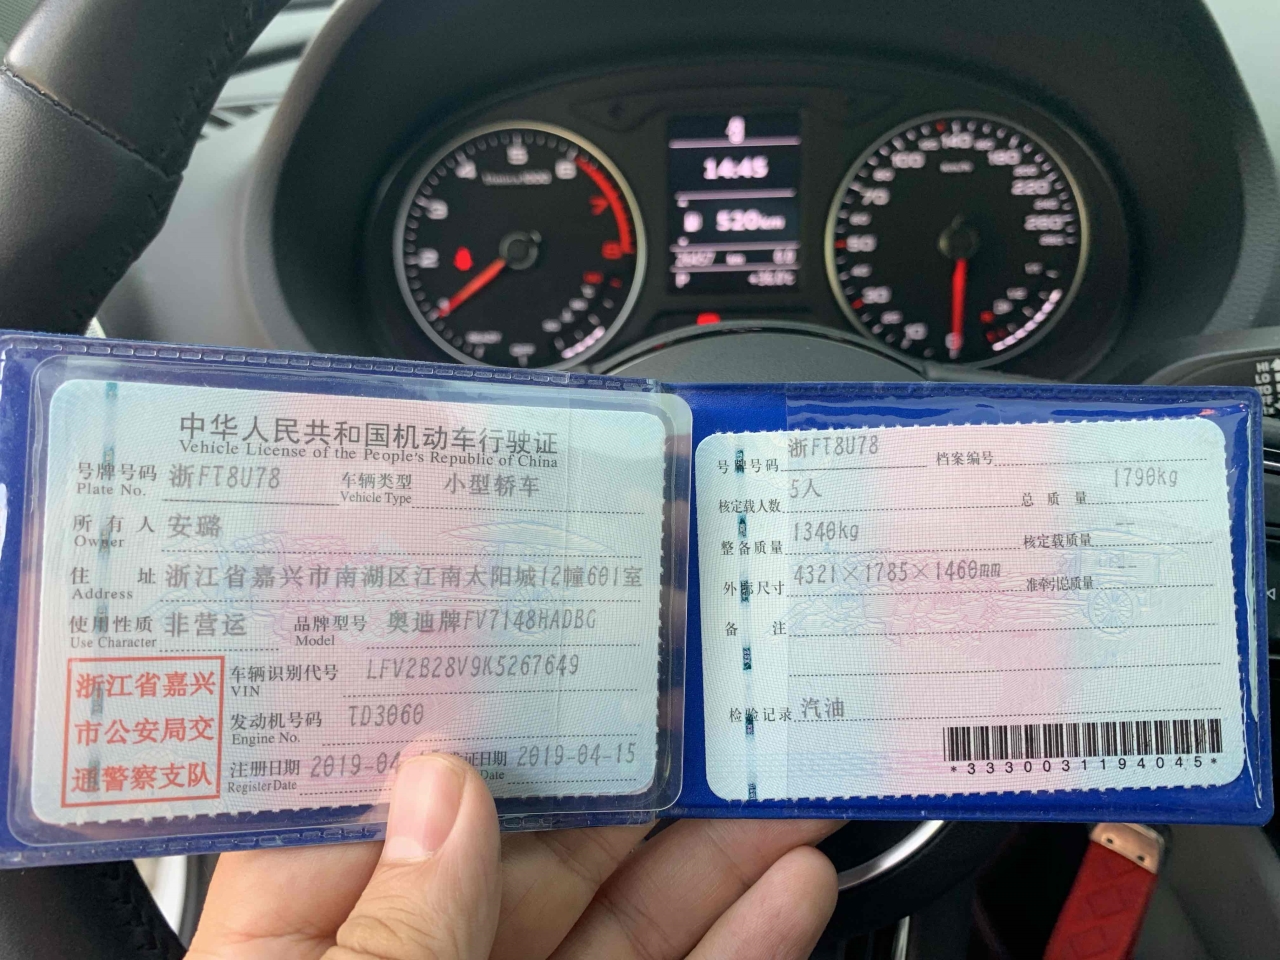 14:45
520km
中华人民共和国机动车行驶证
Vehicle License of the People's Republic of China
号牌号码 浙Ft8U78 车辆类型 小型轿车
Plate No. Vehicle Type
所有人 安璐
Owner
住址 浙江省嘉兴市南湖区江南太阳城12幢601室
Address
使用性质 非营运 品牌型号 奥迪牌FV7148HADBG
Use Character Model
浙江省嘉兴
市公安局交
通警察支队
车辆识别代号 LFV2B28V9K5267649
VIN
发动机号码 TD3060
Engine No.
注册日期 2019-04 证日期 2019-04-15
Register Date Date
号牌号码 浙Ft8U78 档案编号
核定载人数 5人 总质量 1790kg
整备质量 1340kg 核定载质量 --
外廓尺寸 4321×1785×1460mm 准牵引总质量 --
备注
检验记录 汽油
*3330031194045*